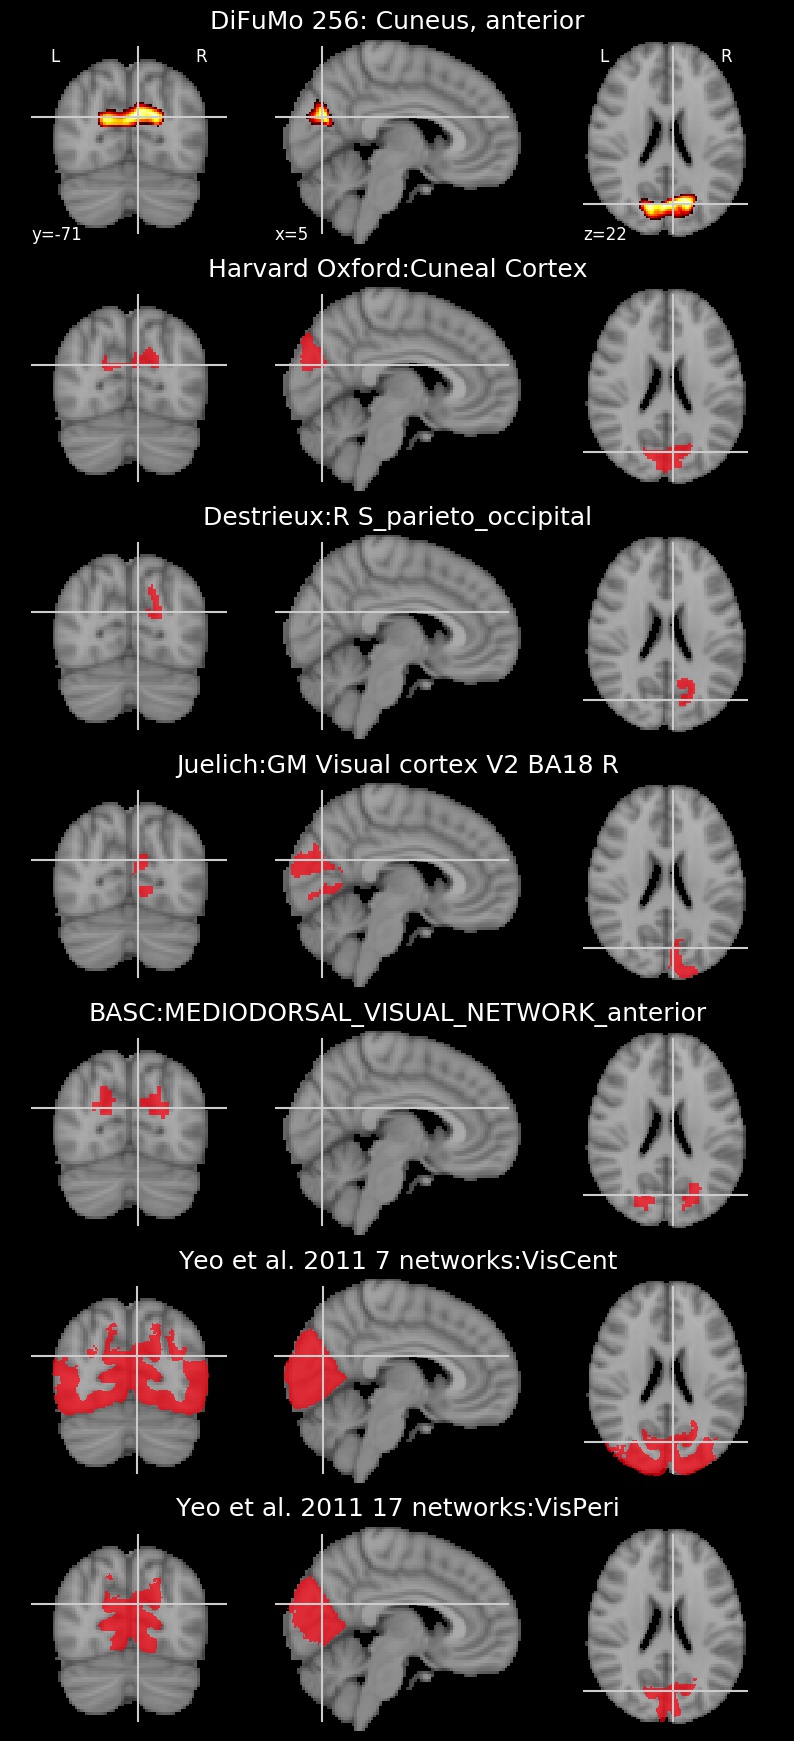 DiFuMo 256: Cuneus, anterior
L R L R
y=-71 x=5 z=22
Harvard Oxford:Cuneal Cortex
Destrieux:R S_parieto_occipital
Juelich:GM Visual cortex V2 BA18 R
BASC:MEDIODORSAL_VISUAL_NETWORK_anterior
Yeo et al. 2011 7 networks:VisCent
Yeo et al. 2011 17 networks:VisPeri